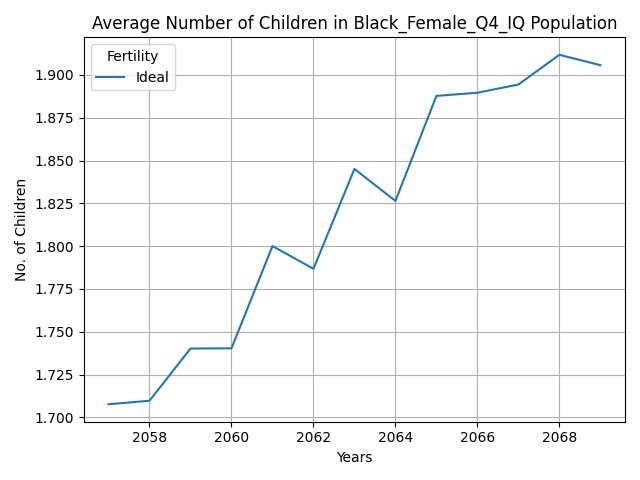 Average Number of Children in Black_Female_Q4_IQ Population
Fertility
Ideal
No. of Children
1.900
1.875
1.850
1.825
1.800
1.775
1.750
1.725
1.700
2058 2060 2062 2064 2066 2068
Years